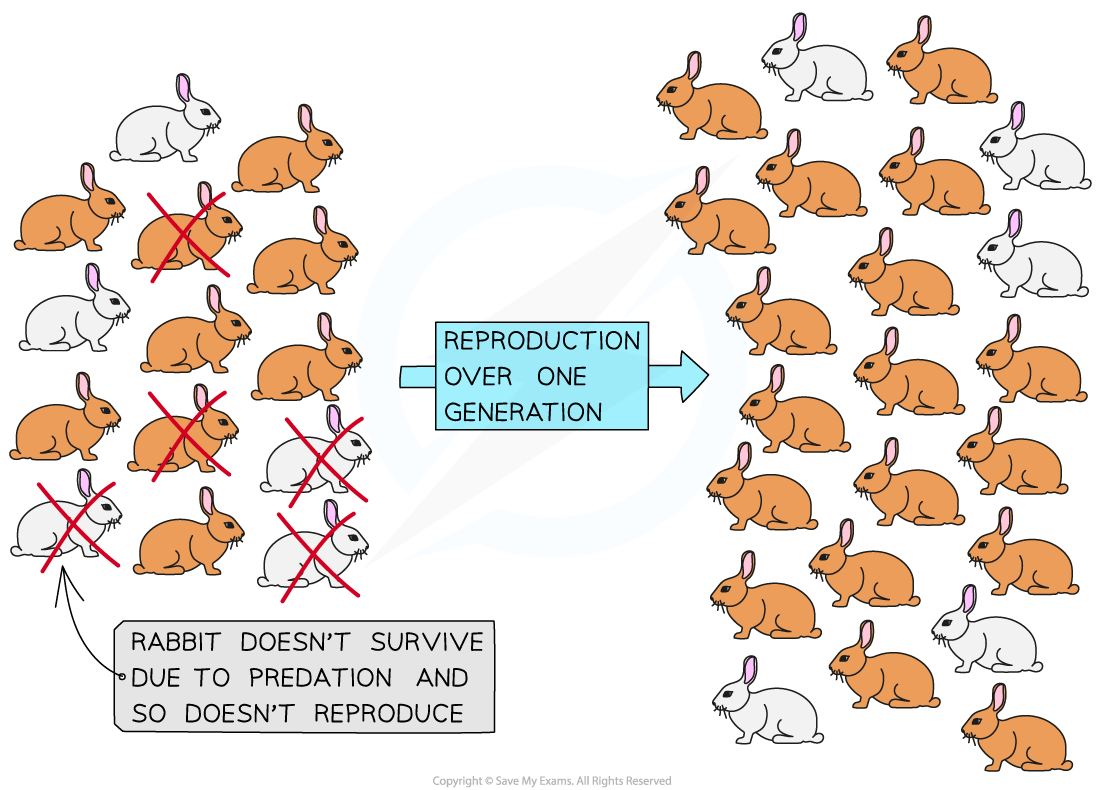 REPRODUCTION
OVER ONE
GENERATION
RABBIT DOESN'T SURVIVE
DUE TO PREDATION AND
SO DOESN'T REPRODUCE
Copyright © Save My Exams. All Rights Reserved